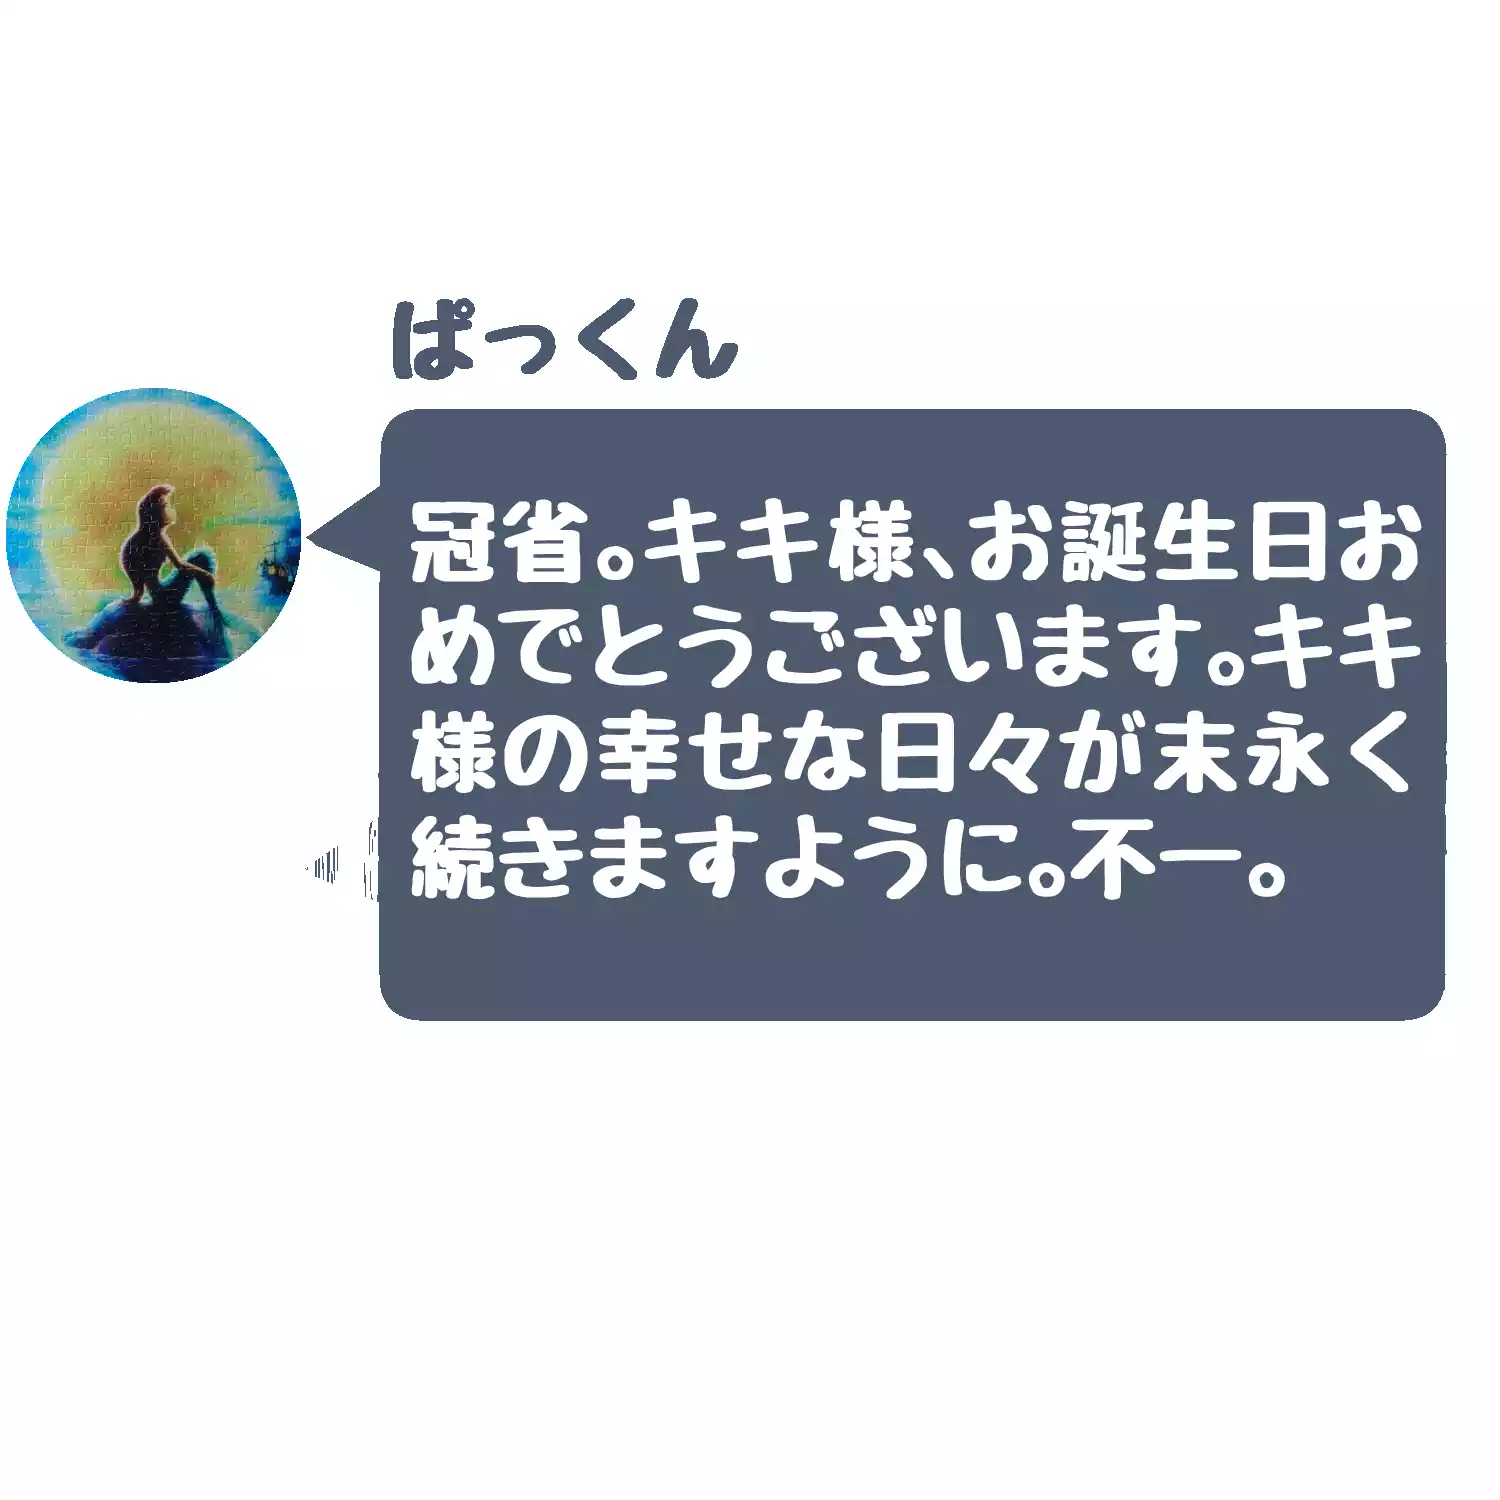 ぱっくん
冠省。キキ様、お誕生日お
めでとうございます。キキ
様の幸せな日々が末永く
続きますように。不一。